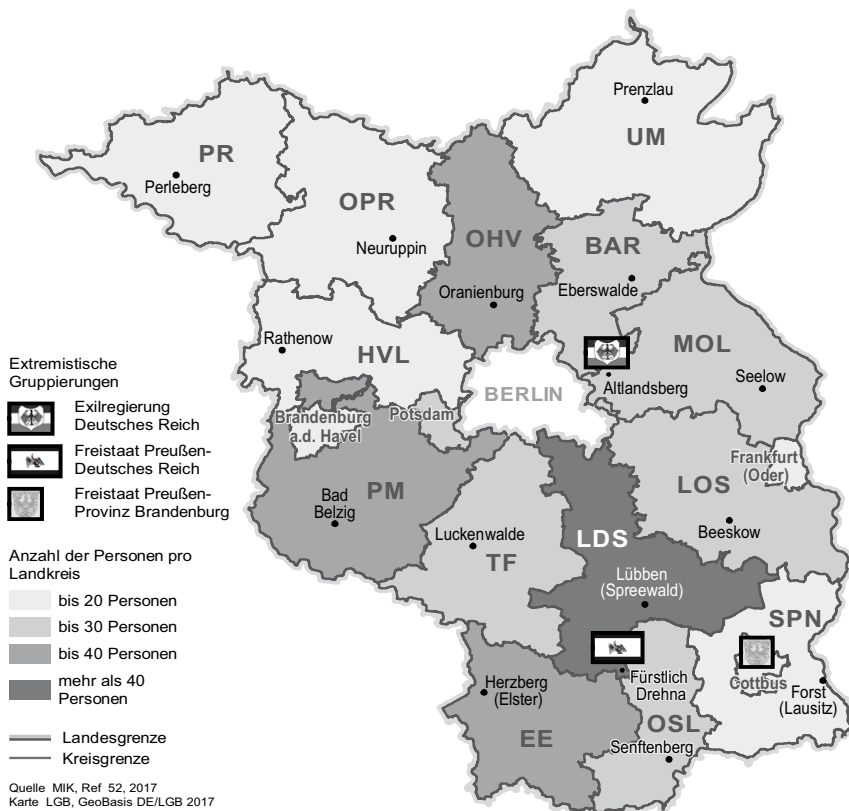 Prenzlau
UM
PR
Perleberg
OPR
Neuruppin
OHV
Oranienburg
BAR
Eberswalde
Rathenow
HVL
MOL
Seelow
Altlandsberg
BERLIN
Brandenburg
a.d. Havel
Potsdam
PM
Bad
Belzig
Frankfurt
(Oder)
LOS
Beeskow
Luckenwalde
TF
LDS
Lübben
(Spreewald)
SPN
Cottbus
Forst
(Lausitz)
Fürstlich
Drehna
Herzberg
(Elster)
EE
OSL
Senftenberg
Extremistische
Gruppierungen
Exilregierung
Deutsches Reich
Freistaat Preußen-
Deutsches Reich
Freistaat Preußen-
Provinz Brandenburg
Anzahl der Personen pro
Landkreis
bis 20 Personen
bis 30 Personen
bis 40 Personen
mehr als 40
Personen
Landesgrenze
Kreisgrenze
Quelle MIK, Ref 52, 2017
Karte LGB, GeoBasis DE/LGB 2017